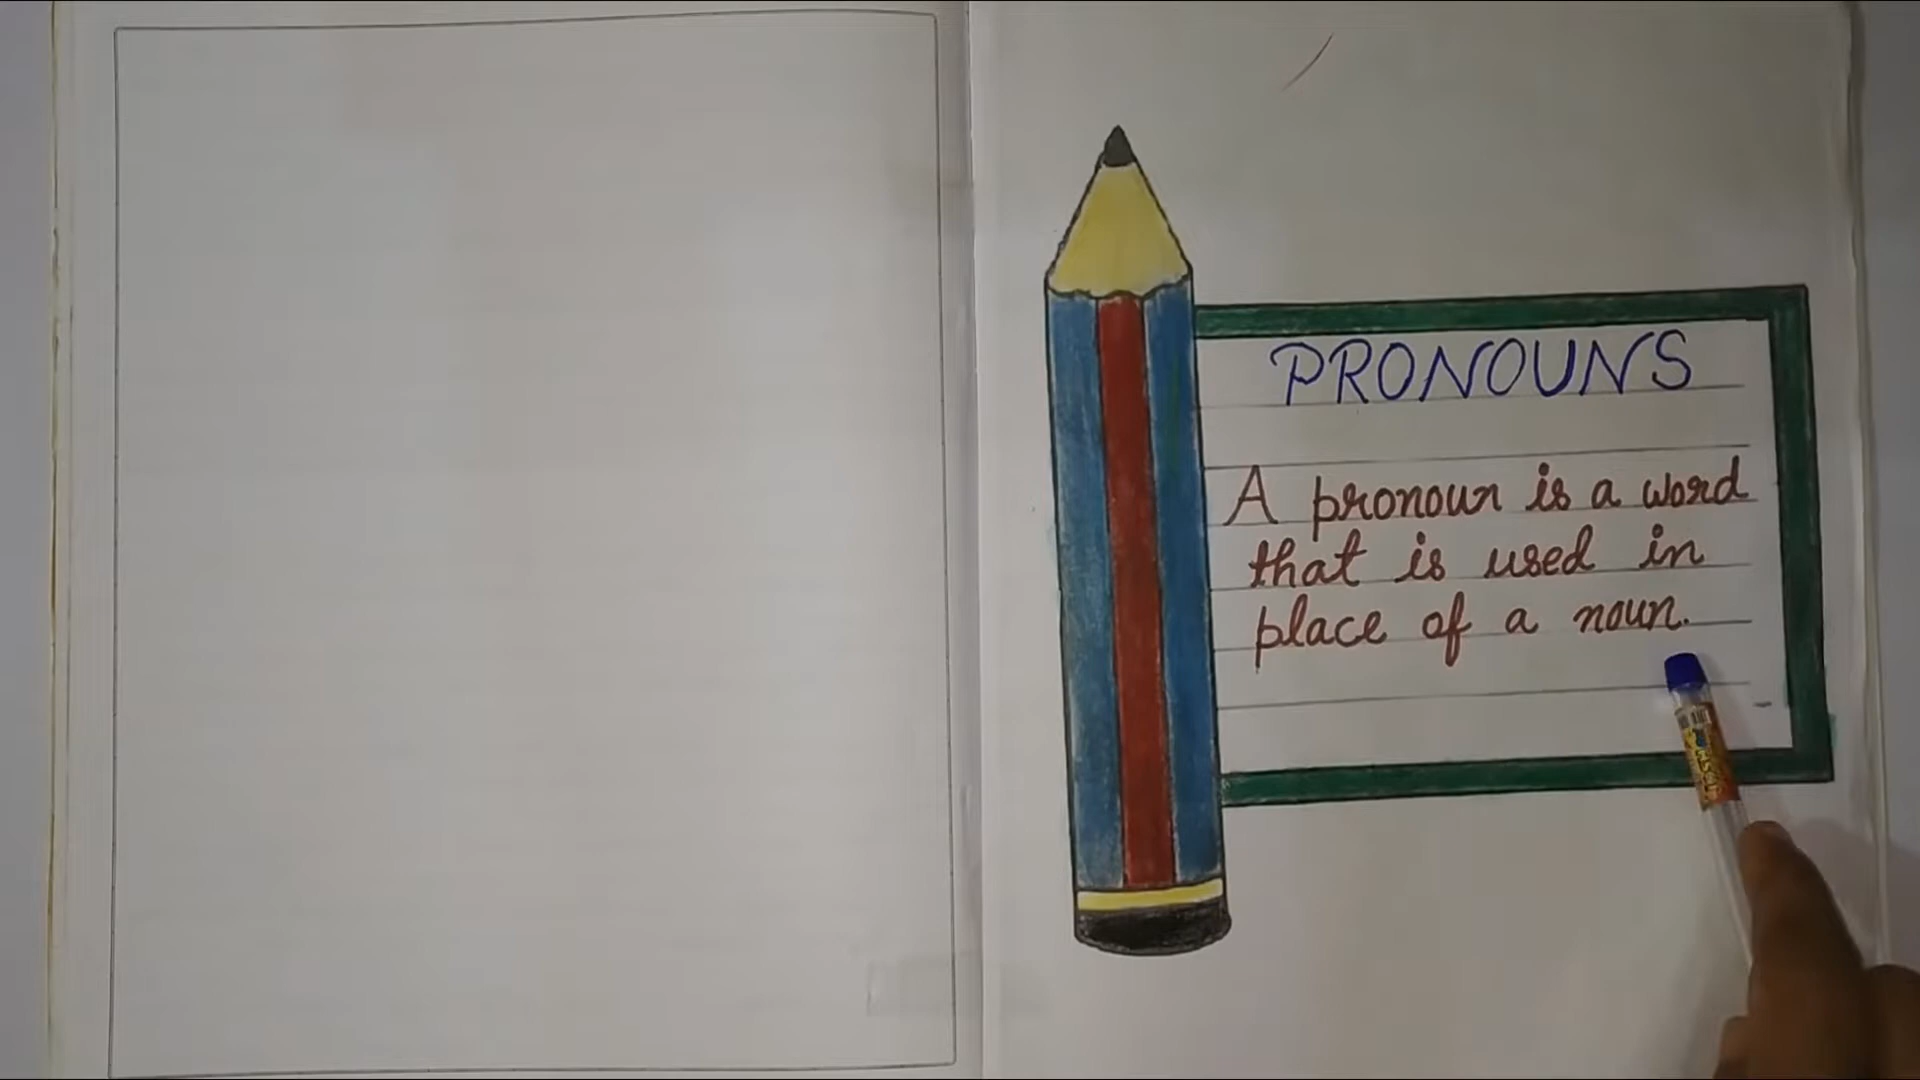 PRONOUNS
A pronoun is a word
that is used in
place of a noun.